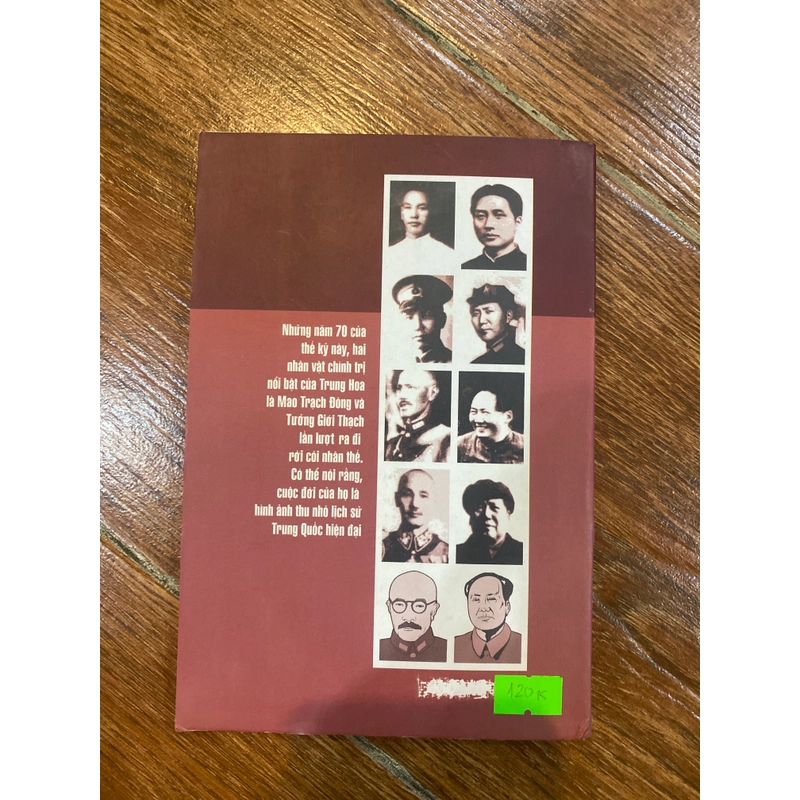 Những năm 70 của
thế kỷ này, hai
nhân vật chính trị
nổi bật của Trung Hoa
là Mao Trạch Đông và
Tưởng Giới Thạch
lần lượt ra đi
rời cõi nhân thế.
Có thể nói rằng,
cuộc đời của họ là
hình ảnh thu nhỏ lịch sử
Trung Quốc hiện đại
120K